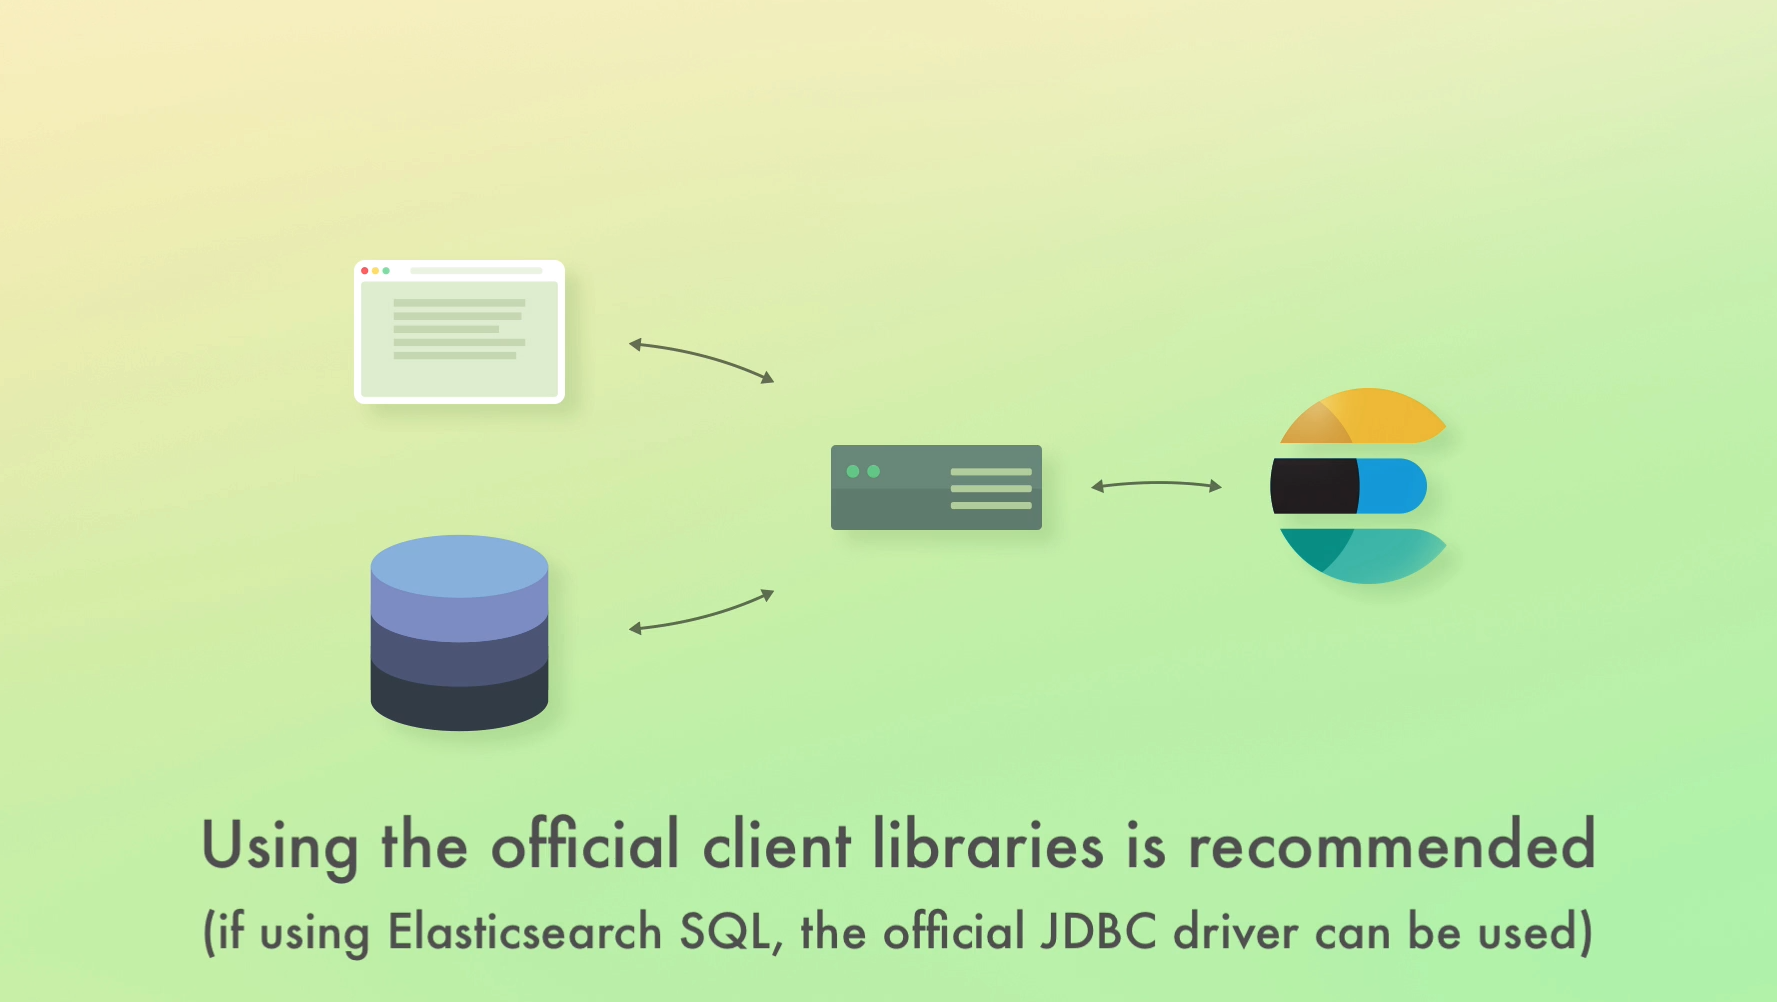 Using the official client libraries is recommended
(if using Elasticsearch SQL, the official JDBC driver can be used)